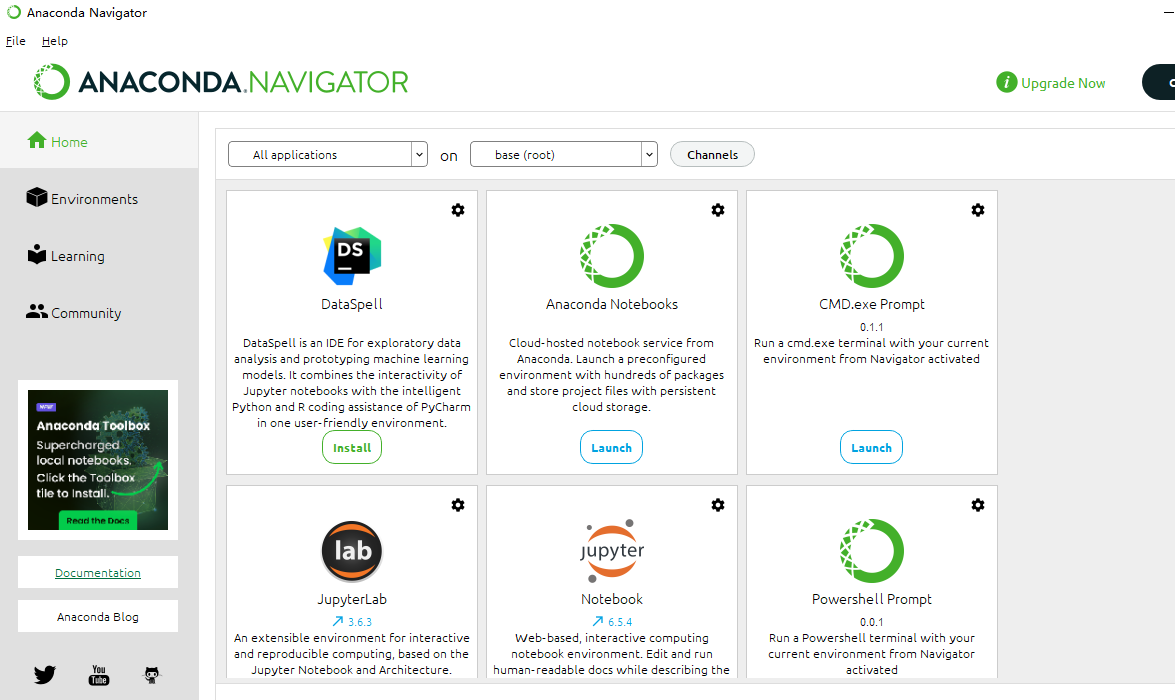 Anaconda Navigator
File Help
ANACONDA.NAVIGATOR
Upgrade Now
Home
All applications on base (root) Channels
Environments
Learning
Community
DS
DataSpell
DataSpell is an IDE for exploratory data
analysis and prototyping machine learning
models. It combines the interactivity of
Jupyter notebooks with the intelligent
Python and R coding assistance of PyCharm
in one user-friendly environment.
Install
Anaconda Notebooks
Cloud-hosted notebook service from
Anaconda. Launch a preconfigured
environment with hundreds of packages
and store project files with persistent
cloud storage.
Launch
CMD.exe Prompt
0.1.1
Run a cmd.exe terminal with your current
environment from Navigator activated
Launch
NEW
Anaconda Toolbox
Supercharged
local notebooks.
Click the Toolbox
tile to Install.
Read the Docs
Documentation
Anaconda Blog
You
Tube
lab
JupyterLab
3.6.3
An extensible environment for interactive
and reproducible computing, based on the
Jupyter Notebook and Architecture.
jupyter
Notebook
6.5.4
Web-based, interactive computing
notebook environment. Edit and run
human-readable docs while describing the
Powershell Prompt
0.0.1
Run a Powershell terminal with your
current environment from Navigator
activated